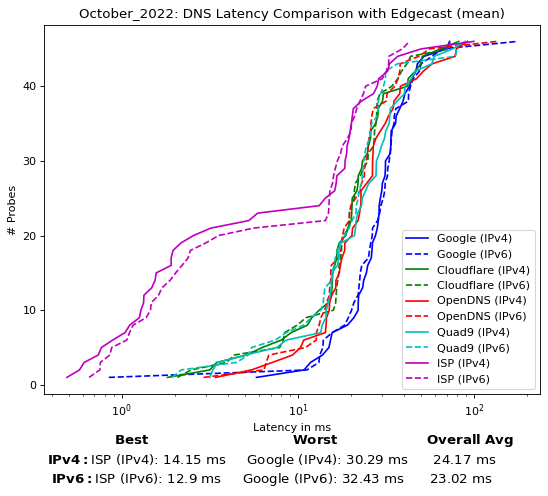 October_2022: DNS Latency Comparison with Edgecast (mean)
# Probes
40
30
20
10
0
Google (IPv4)
Google (IPv6)
Cloudflare (IPv4)
Cloudflare (IPv6)
OpenDNS (IPv4)
OpenDNS (IPv6)
Quad9 (IPv4)
Quad9 (IPv6)
ISP (IPv4)
ISP (IPv6)
10⁰ 10¹ 10²
Latency in ms
Best Worst Overall Avg
IPv4: ISP (IPv4): 14.15 ms Google (IPv4): 30.29 ms 24.17 ms
IPv6: ISP (IPv6): 12.9 ms Google (IPv6): 32.43 ms 23.02 ms